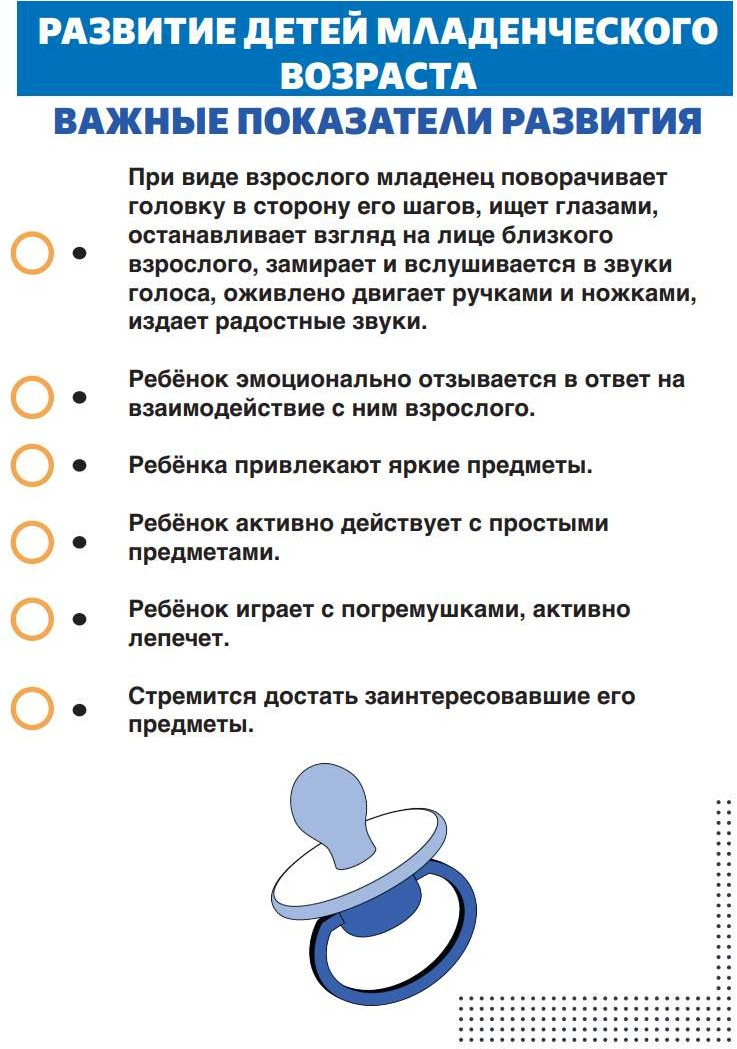 РАЗВИТИЕ ДЕТЕЙ МЛАДЕНЧЕСКОГО
ВОЗРАСТА
ВАЖНЫЕ ПОКАЗАТЕЛИ РАЗВИТИЯ
• При виде взрослого младенец поворачивает
головку в сторону его шагов, ищет глазами,
останавливает взгляд на лице близкого
взрослого, замирает и вслушивается в звуки
голоса, оживлено двигает ручками и ножками,
издает радостные звуки.
• Ребёнок эмоционально отзывается в ответ на
взаимодействие с ним взрослого.
• Ребёнка привлекают яркие предметы.
• Ребёнок активно действует с простыми
предметами.
• Ребёнок играет с погремушками, активно
лепечет.
• Стремится достать заинтересовавшие его
предметы.